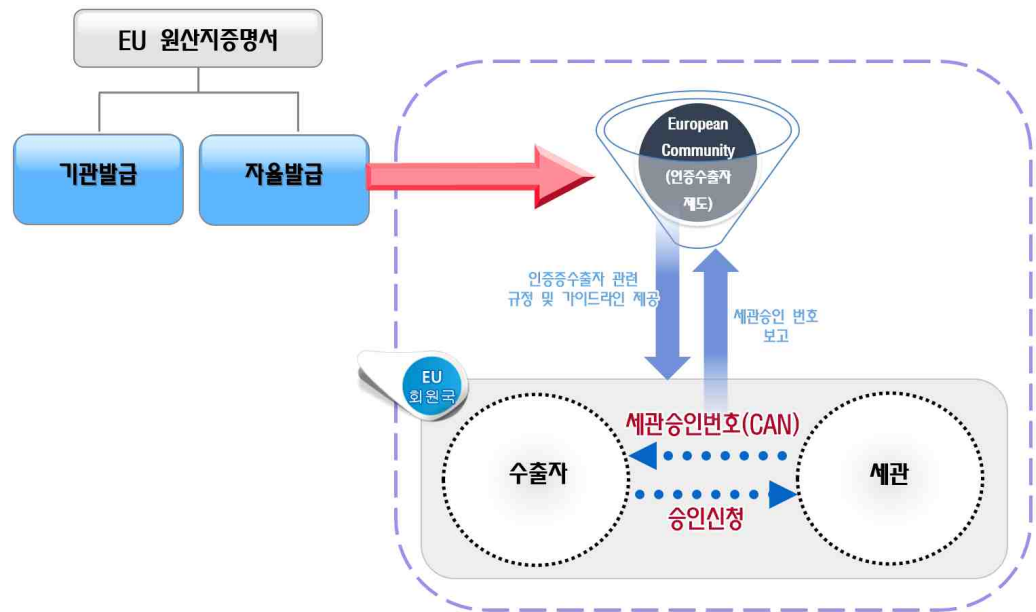 EU 원산지증명서
기관발급
자율발급
European
Community
(인증수출자
제도)
인증증수출자 관련
규정 및 가이드라인 제공
세관승인 번호
보고
EU
회원국
세관승인번호(CAN)
수출자
세관
승인신청